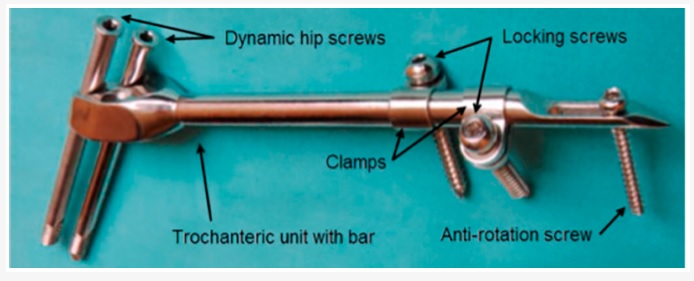 Dynamic hip screws
Locking screws
Clamps
Trochanteric unit with bar
Anti-rotation screw